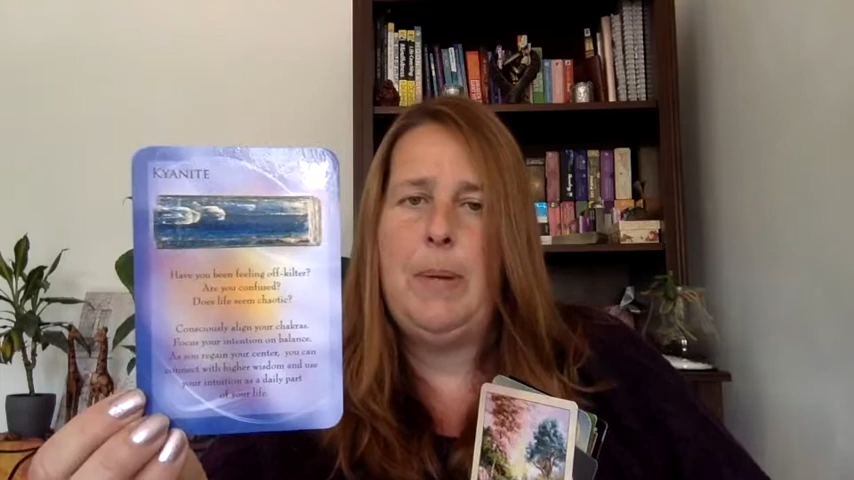 Kyanite
Have you been feeling off-kilter?
Are you confused?
Does life seem chaotic?
Consciously align your chakras.
Focus your intention on balance.
As you regain your center, you can
connect with higher wisdom and use
your intuition as a daily part
of your life.